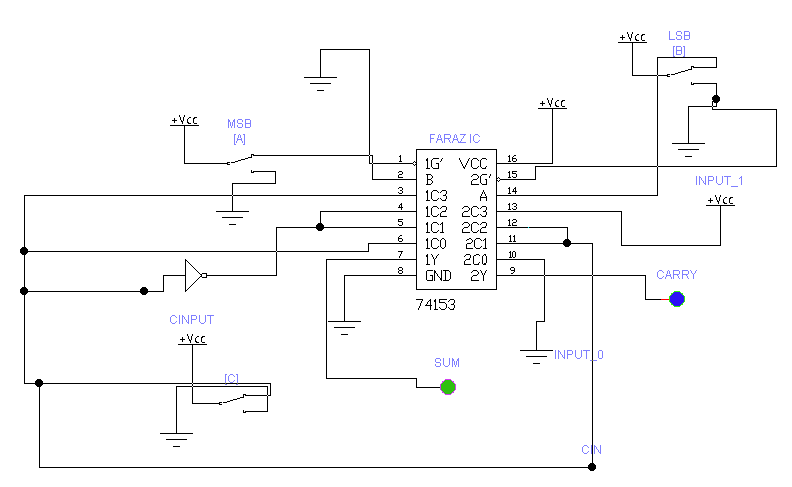 +Vcc
LSB
[B]
+Vcc
+Vcc
MSB
[A]
FARAZ IC
1 1G' VCC 16
2 B 2G' 15
3 1C3 A 14
4 1C2 2C3 13
5 1C1 2C2 12
6 1C0 2C1 11
7 1Y 2C0 10
8 GND 2Y 9
74153
INPUT_1
+Vcc
CARRY
CINPUT
+Vcc
[C]
SUM
INPUT_0
CIN